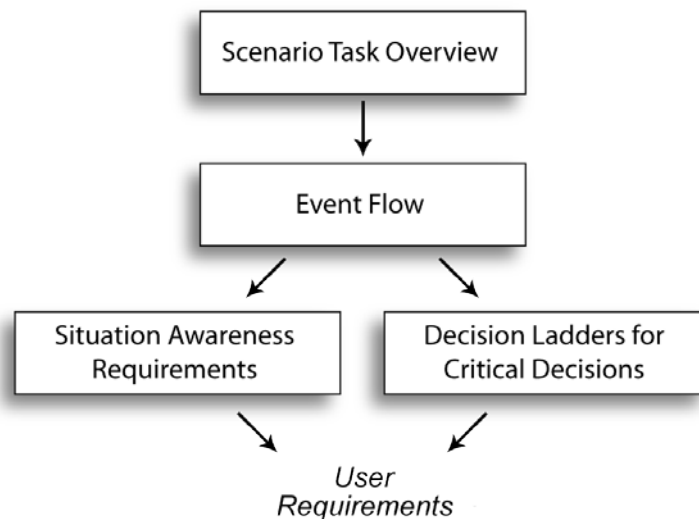 Scenario Task Overview
Event Flow
Situation Awareness
Requirements
Decision Ladders for
Critical Decisions
User
Requirements